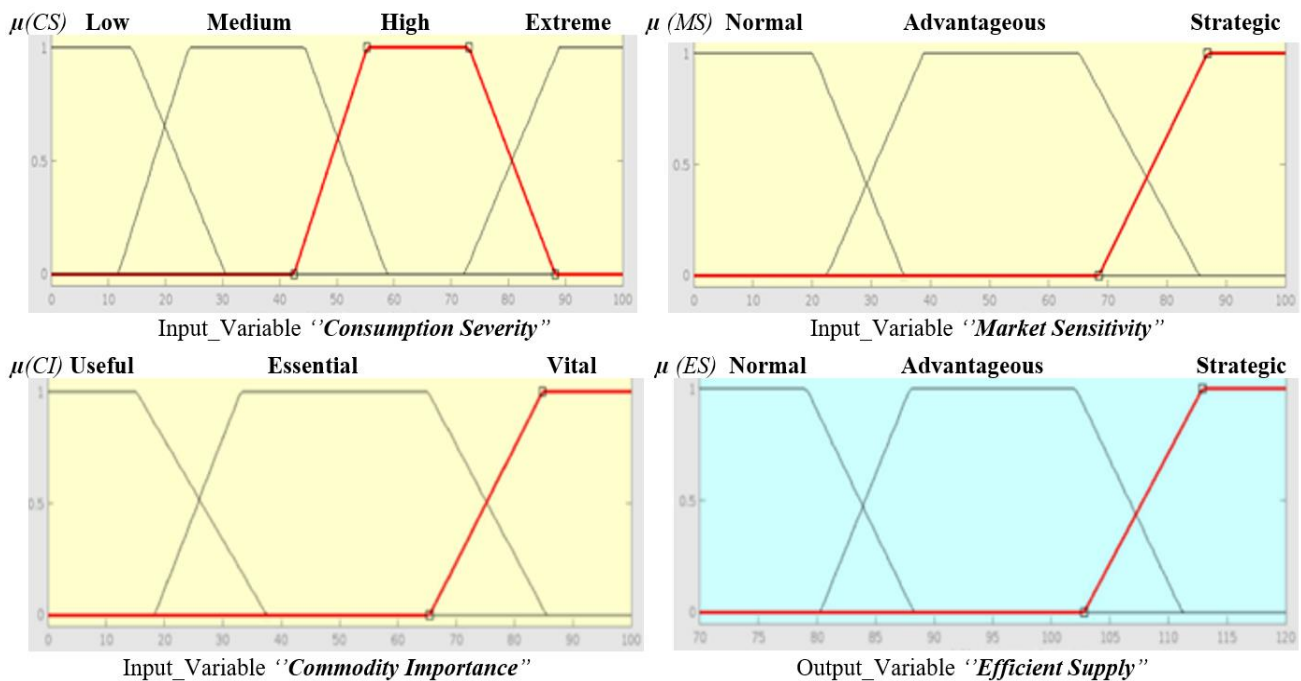 μ(CS) Low Medium High Extreme
μ (MS) Normal Advantageous Strategic
1
0.5
0
0 10 20 30 40 50 60 70 80 90 100
Input_Variable ‘’Consumption Severity’’
1
0.5
0
0 10 20 30 40 50 60 70 80 90 100
Input_Variable ‘’Market Sensitivity’’
μ(CI) Useful Essential Vital
μ (ES) Normal Advantageous Strategic
1
0.5
0
0 10 20 30 40 50 60 70 80 90 100
Input_Variable ‘’Commodity Importance’’
1
0.5
0
70 75 80 85 90 95 100 105 110 115 120
Output_Variable ‘’Efficient Supply’’